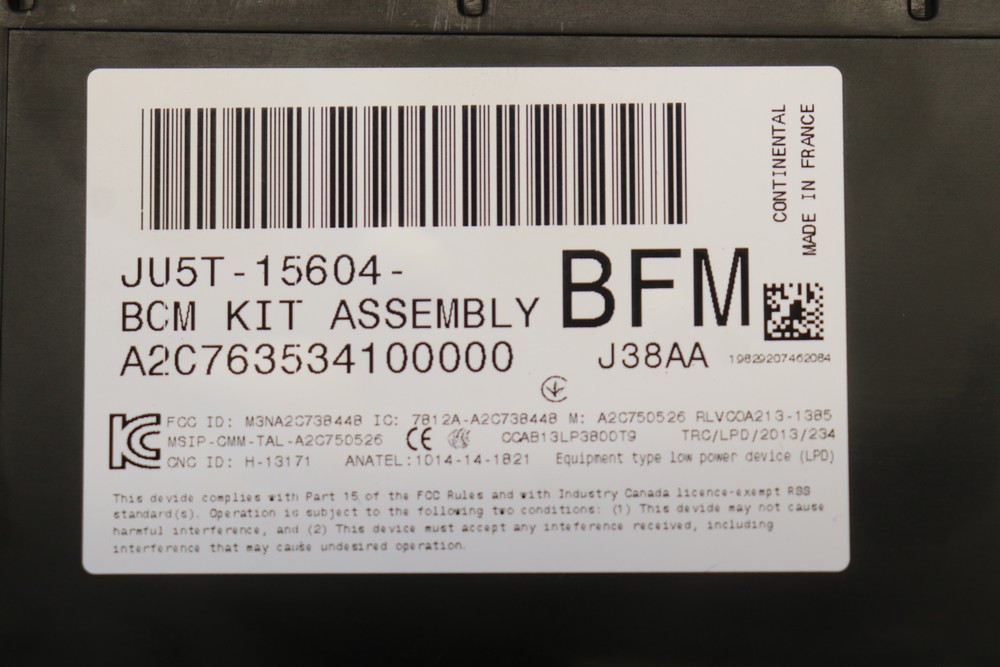 CONTINENTAL
MADE IN FRANCE
JU5T-15604-
BFM
BCM KIT ASSEMBLY
A2C763534100000
J38AA
19829207462084
FCC ID: M3NA2C738448 IC: 7812A-A2C738448 M: A2C750526 RLVCOA213-1385
MSIP-CMM-TAL-A2C750526 CE CCAB13LP3800T9 TRC/LPD/2013/234
CNC ID: H-13171 ANATEL:1014-14-1821 Equipment type low power device (LPD)
This devide complies with Part 15 of the FCC Rules and with Industry Canada licence-exempt RSS
standard(s). Operation is subject to the following two conditions: (1) This devide may not cause
harmful interference, and (2) This device must accept any inteference received, including
interference that may cause undesired operation.